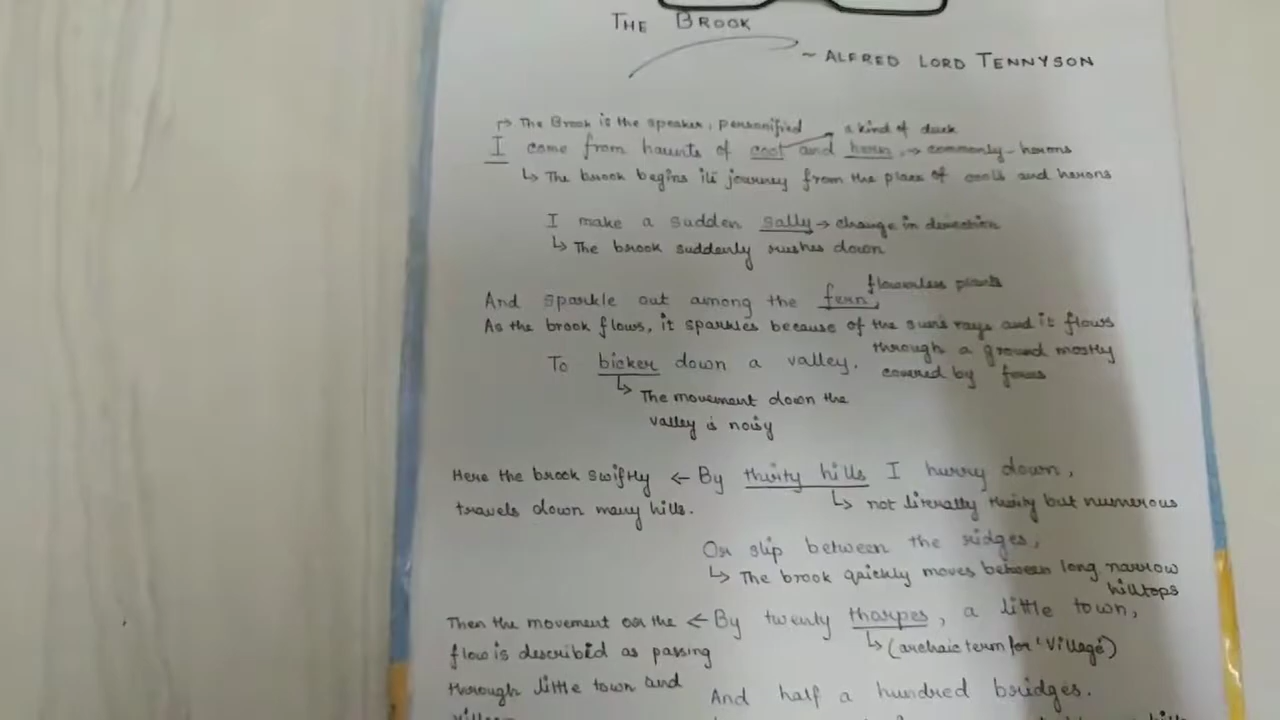 THE BROOK
~ ALFRED LORD TENNYSON
The Brook is the speaker, personified
a kind of duck
I come from haunts of coot and hern, → commonly - herons
↳ The brook begins its journey from the place of coots and herons
I make a sudden sally → change in direction
↳ The brook suddenly rushes down
flowerless plants
And sparkle out among the fern,
As the brook flows, it sparkles because of the suns rays and it flows
through a ground mostly
covered by ferns
To bicker down a valley.
↳ The movement down the
valley is noisy
Here the brook swiftly ← By thirty hills I hurry down,
travels down many hills.
↳ not literally thirty but numerous
Or slip between the ridges,
↳ The brook quickly moves between long narrow
hilltops
Then the movement or the ← By twenty thorpes, a little town,
flow is described as passing
↳ (archaic term for 'Village')
through little town and
And half a hundred bridges.